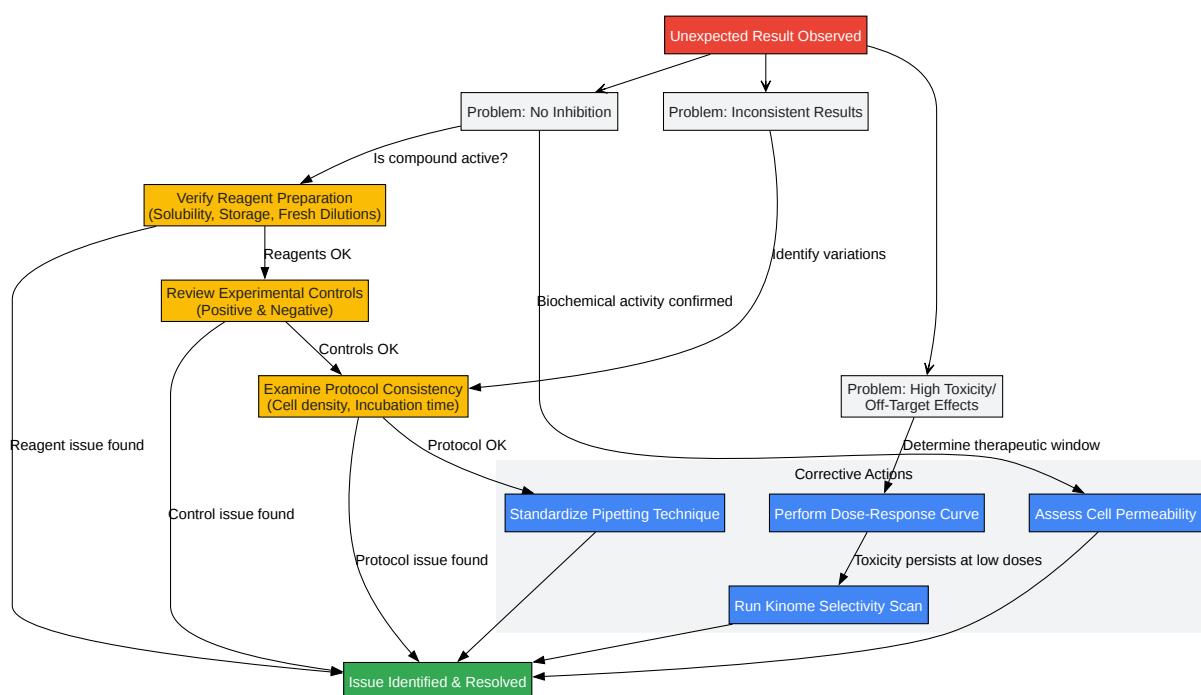 Unexpected Result Observed
Problem: No Inhibition
Problem: Inconsistent Results
Is compound active?
Verify Reagent Preparation
(Solubility, Storage, Fresh Dilutions)
Reagents OK
Identify variations
Review Experimental Controls
(Positive & Negative)
Biochemical activity confirmed
Controls OK
Examine Protocol Consistency
(Cell density, Incubation time)
Problem: High Toxicity/
Off-Target Effects
Reagent issue found
Protocol OK
Determine therapeutic window
Corrective Actions
Control issue found
Standardize Pipetting Technique
Perform Dose-Response Curve
Assess Cell Permeability
Protocol issue found
Toxicity persists at low doses
Run Kinome Selectivity Scan
Issue Identified & Resolved